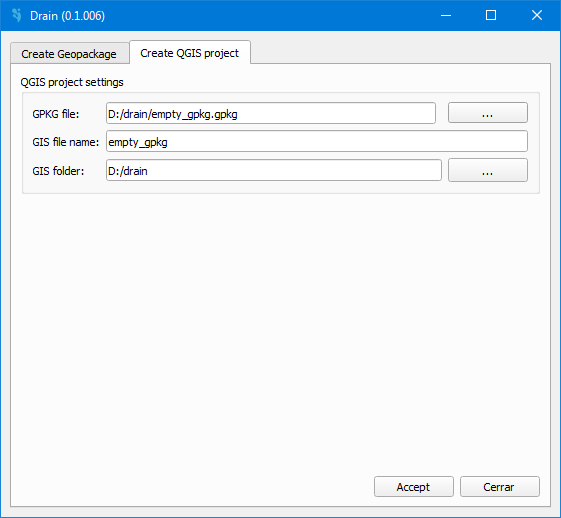 Drain (0.1.006)
Create Geopackage
Create QGIS project
QGIS project settings
GPKG file: D:/drain/empty_gpkg.gpkg ...
GIS file name: empty_gpkg
GIS folder: D:/drain ...
Accept Cerrar